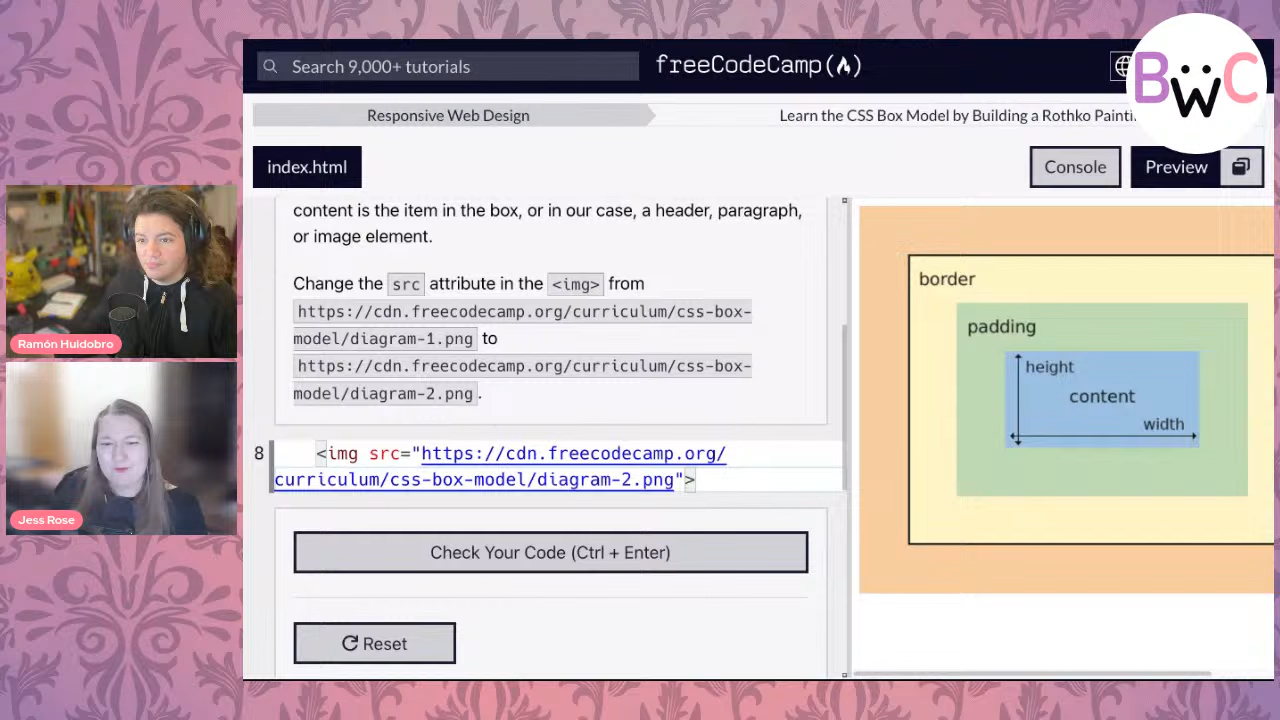 Search 9,000+ tutorials
freeCodeCamp
BWC
Responsive Web Design
Learn the CSS Box Model by Building a Rothko
index.html
Console
Preview
content is the item in the box, or in our case, a header, paragraph,
or image element.
Change the src attribute in the <img> from
https://cdn.freecodecamp.org/curriculum/css-box-
model/diagram-1.png to
https://cdn.freecodecamp.org/curriculum/css-box-
model/diagram-2.png.
8 <img src="https://cdn.freecodecamp.org/
curriculum/css-box-model/diagram-2.png">
Check Your Code (Ctrl + Enter)
Reset
border
padding
height
content
width
Ramón Huidobro
Jess Rose